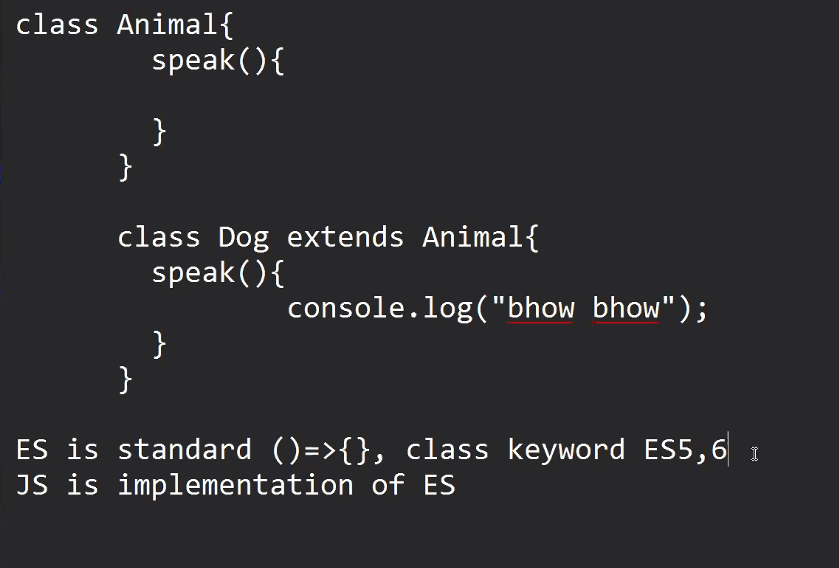 class Animal{
speak(){
}
}
class Dog extends Animal{
speak(){
console.log("bhow bhow");
}
}
ES is standard ()=>{}, class keyword ES5,6
JS is implementation of ES